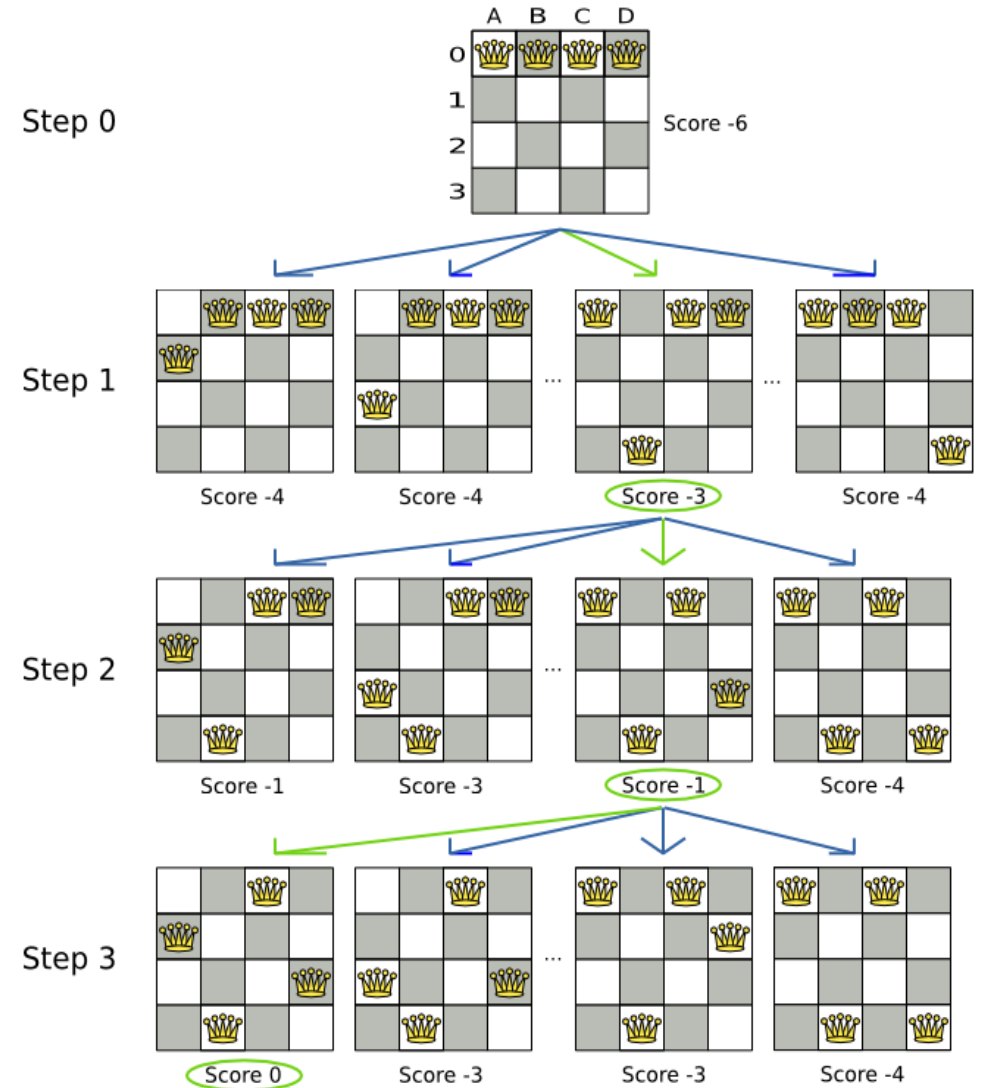 A B C D
0
1
2
3
Step 0
Score -6
Step 1
... ...
Score -4 Score -4 Score -3 Score -4
Step 2
...
Score -1 Score -3 Score -1 Score -4
Step 3
...
Score 0 Score -3 Score -3 Score -4